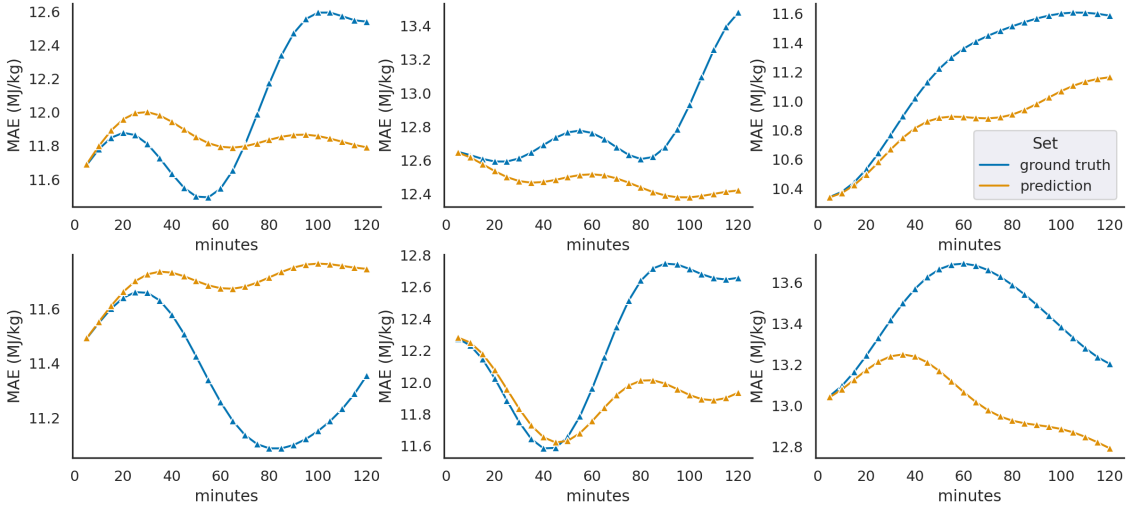 12.6
12.4
12.2
12.0
11.8
11.6
MAE (MJ/kg)
0 20 40 60 80 100 120
minutes
13.4
13.2
13.0
12.8
12.6
12.4
MAE (MJ/kg)
0 20 40 60 80 100 120
minutes
11.6
11.4
11.2
11.0
10.8
10.6
10.4
MAE (MJ/kg)
Set
ground truth
prediction
0 20 40 60 80 100 120
minutes
11.6
11.4
11.2
MAE (MJ/kg)
0 20 40 60 80 100 120
minutes
12.8
12.6
12.4
12.2
12.0
11.8
11.6
MAE (MJ/kg)
0 20 40 60 80 100 120
minutes
13.6
13.4
13.2
13.0
12.8
MAE (MJ/kg)
0 20 40 60 80 100 120
minutes